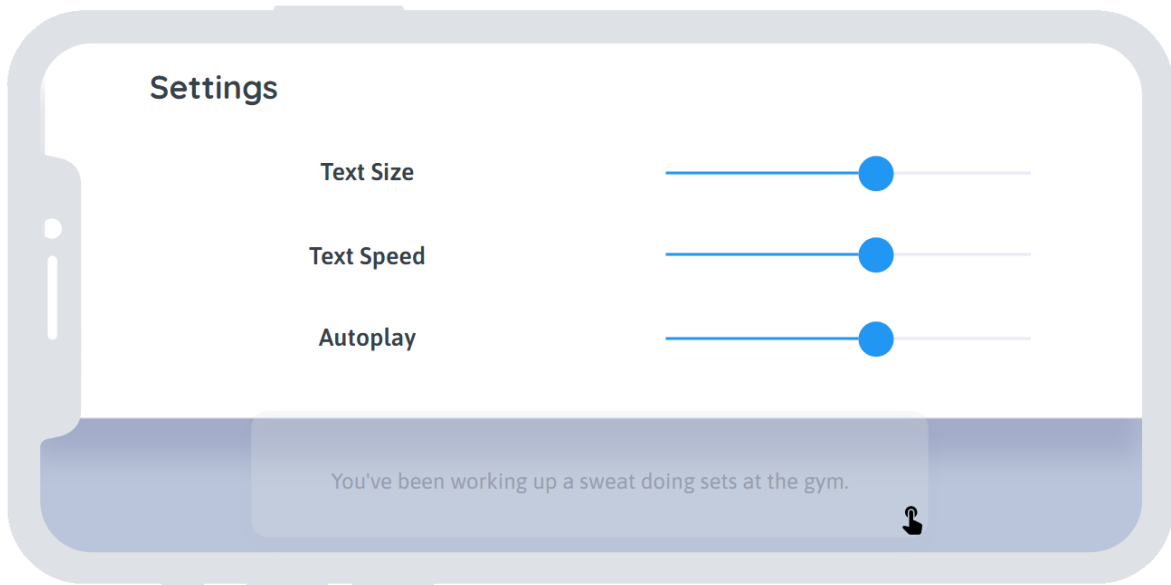 Settings
Text Size
Text Speed
Autoplay
You've been working up a sweat doing sets at the gym.